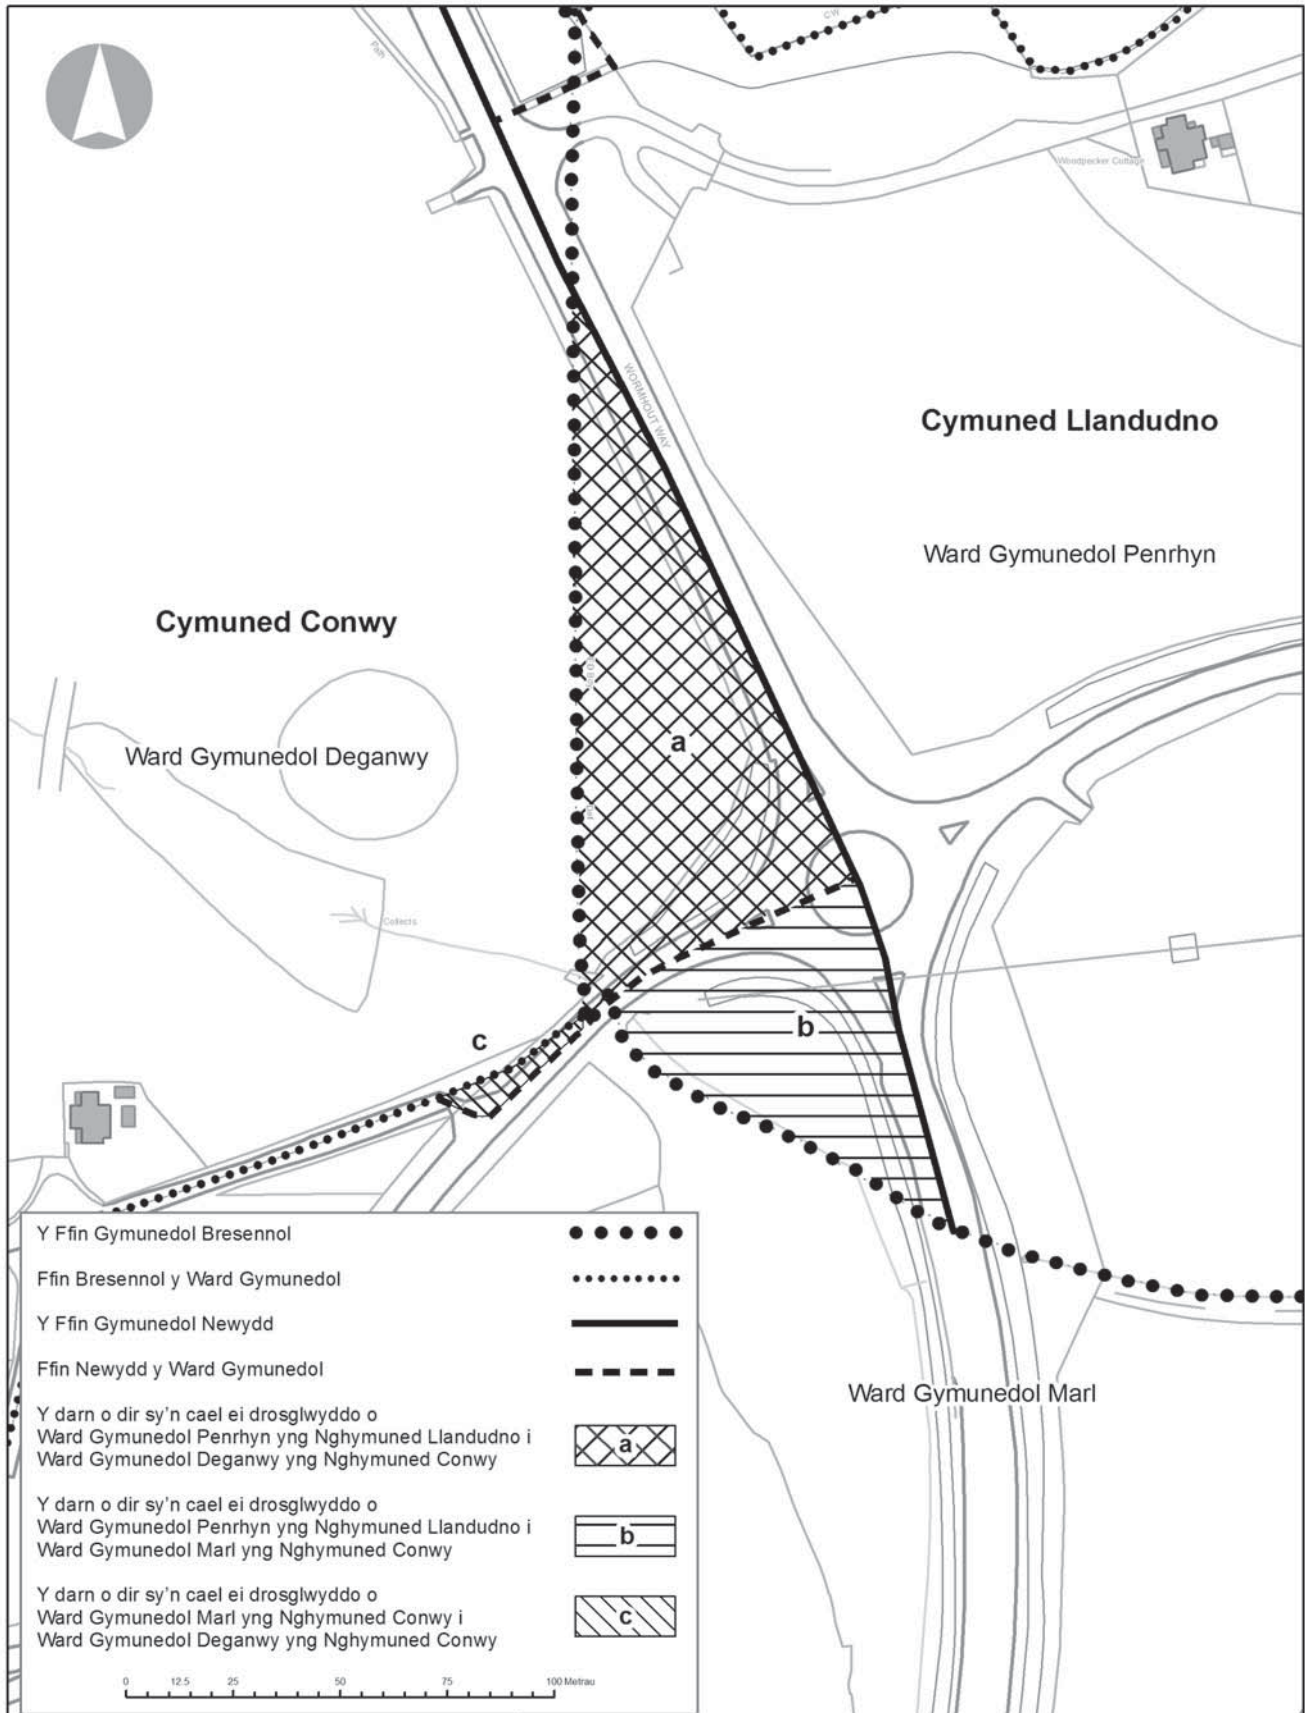 CW
Path
Woodpecker Cottage
WORMHOUT WAY
Cymuned Llandudno
Ward Gymunedol Penrhyn
Cymuned Conwy
Ward Gymunedol Deganwy
a
Def
Collects
b
c
Y Ffin Gymunedol Bresennol
Ffin Bresennol y Ward Gymunedol
Y Ffin Gymunedol Newydd
Ffin Newydd y Ward Gymunedol
Ward Gymunedol Marl
Y darn o dir sy'n cael ei drosglwyddo o
Ward Gymunedol Penrhyn yng Nghymuned Llandudno i
Ward Gymunedol Deganwy yng Nghymuned Conwy
a
Y darn o dir sy'n cael ei drosglwyddo o
Ward Gymunedol Penrhyn yng Nghymuned Llandudno i
Ward Gymunedol Marl yng Nghymuned Conwy
b
Y darn o dir sy'n cael ei drosglwyddo o
Ward Gymunedol Marl yng Nghymuned Conwy i
Ward Gymunedol Deganwy yng Nghymuned Conwy
c
0 12.5 25 50 75 100 Metrau